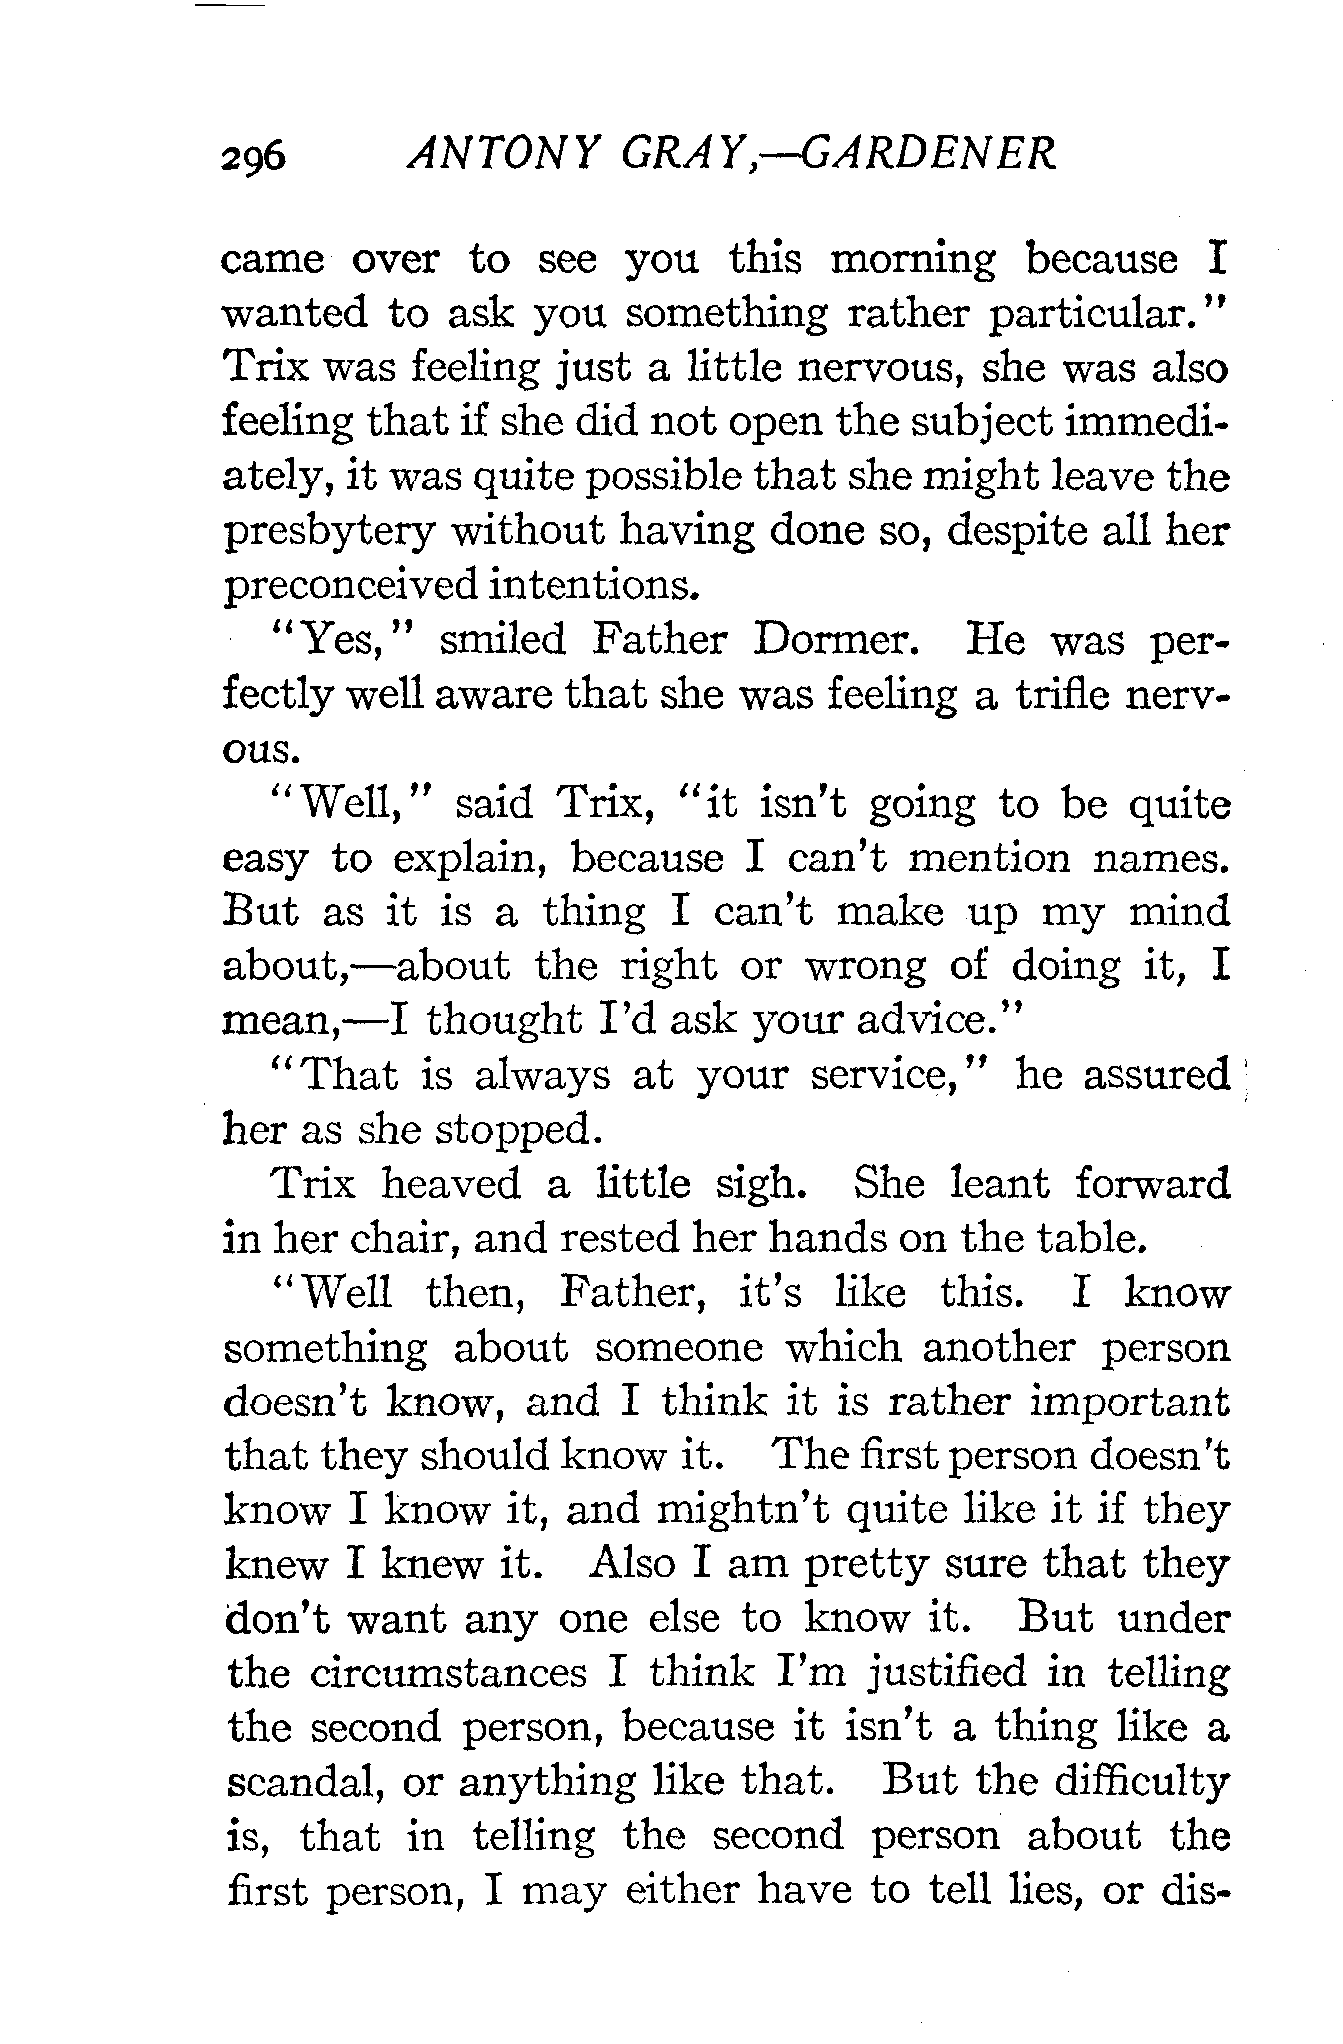 296 ANTONY GRAY,—GARDENER
came over to see you this morning because I
wanted to ask you something rather particular."
Trix was feeling just a little nervous, she was also
feeling that if she did not open the subject immedi-
ately, it was quite possible that she might leave the
presbytery without having done so, despite all her
preconceived intentions.
"Yes," smiled Father Dormer. He was per-
fectly well aware that she was feeling a trifle nerv-
ous.
"Well," said Trix, "it isn't going to be quite
easy to explain, because I can't mention names.
But as it is a thing I can't make up my mind
about,—about the right or wrong of doing it, I
mean,—I thought I'd ask your advice."
"That is always at your service," he assured
her as she stopped.
Trix heaved a little sigh. She leant forward
in her chair, and rested her hands on the table.
"Well then, Father, it's like this. I know
something about someone which another person
doesn't know, and I think it is rather important
that they should know it. The first person doesn't
know I know it, and mightn't quite like it if they
knew I knew it. Also I am pretty sure that they
don't want any one else to know it. But under
the circumstances I think I'm justified in telling
the second person, because it isn't a thing like a
scandal, or anything like that. But the difficulty
is, that in telling the second person about the
first person, I may either have to tell lies, or dis-